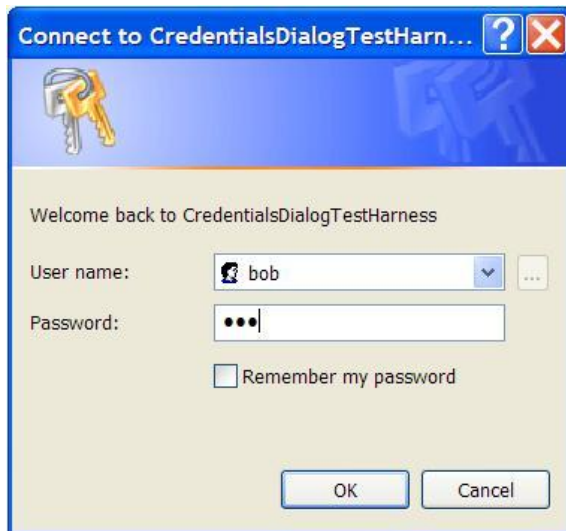 Connect to CredentialsDialogTestHarn...
Welcome back to CredentialsDialogTestHarness
User name: bob ...
Password: •••
Remember my password
OK Cancel